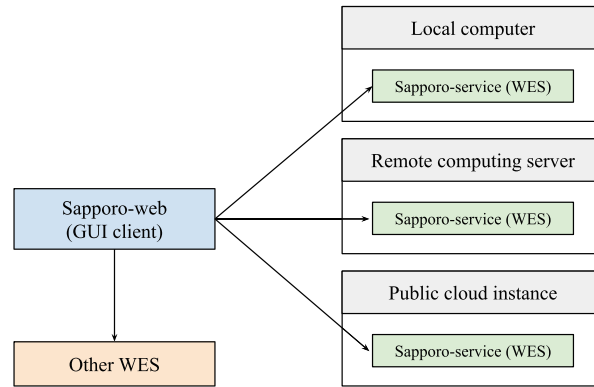 Local computer
Sapporo-service (WES)
Remote computing server
Sapporo-service (WES)
Sapporo-web
(GUI client)
Public cloud instance
Sapporo-service (WES)
Other WES